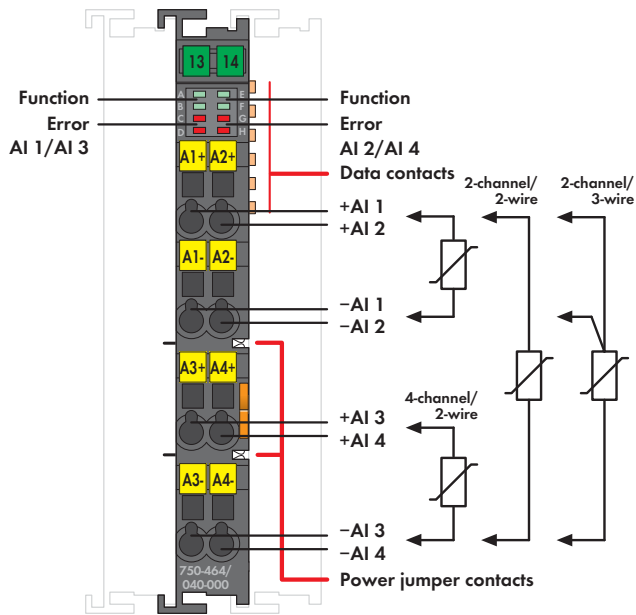 13 14
A E
B F
C G
D H
Function
Error
AI 1/AI 3
Function
Error
AI 2/AI 4
Data contacts
A1+ A2+
+AI 1
+AI 2
A1- A2-
−AI 1
−AI 2
A3+ A4+
+AI 3
+AI 4
A3- A4-
−AI 3
−AI 4
750-464/
040-000
Power jumper contacts
2-channel/
2-wire
2-channel/
3-wire
4-channel/
2-wire